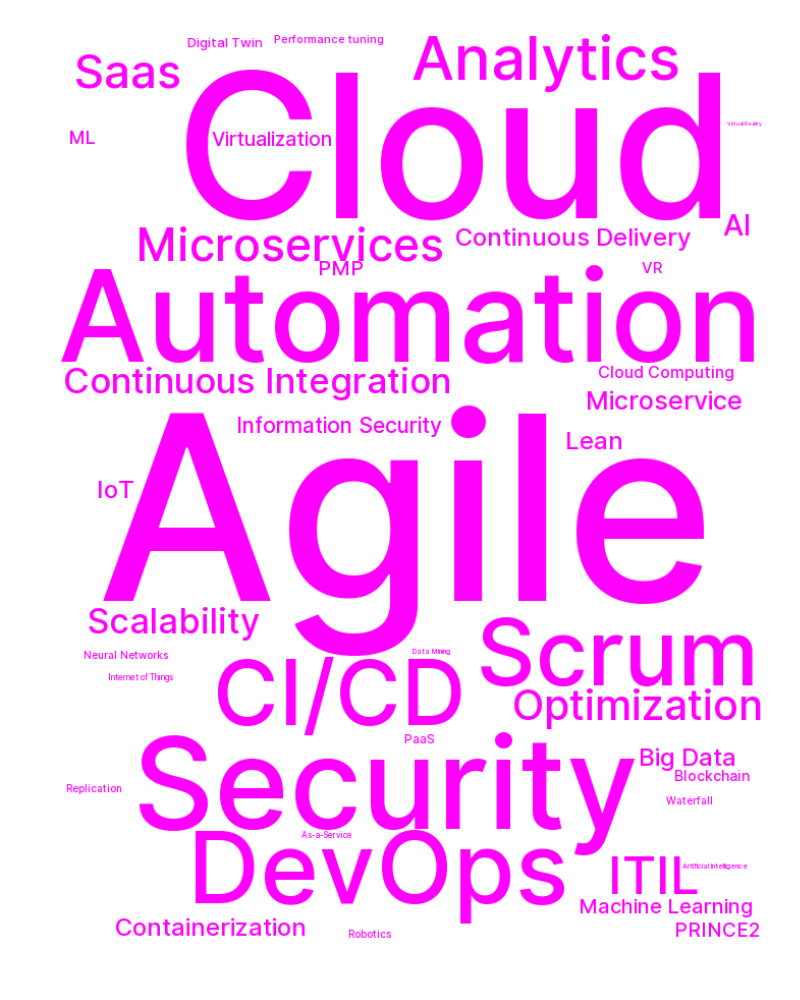 Digital Twin
Performance tuning
Analytics
Saas
Cloud
Virtual Reality
ML
Virtualization
AI
Microservices
Continuous Delivery
PMP
VR
Automation
Continuous Integration
Cloud Computing
Microservice
Information Security
Lean
Agile
IoT
Scalability
Scrum
Neural Networks
Data Mining
Internet of Things
CI/CD
Optimization
PaaS
Security
Big Data
Blockchain
Replication
Waterfall
As-a-Service
DevOps
ITIL
Artificial Intelligence
Machine Learning
Containerization
Robotics
PRINCE2